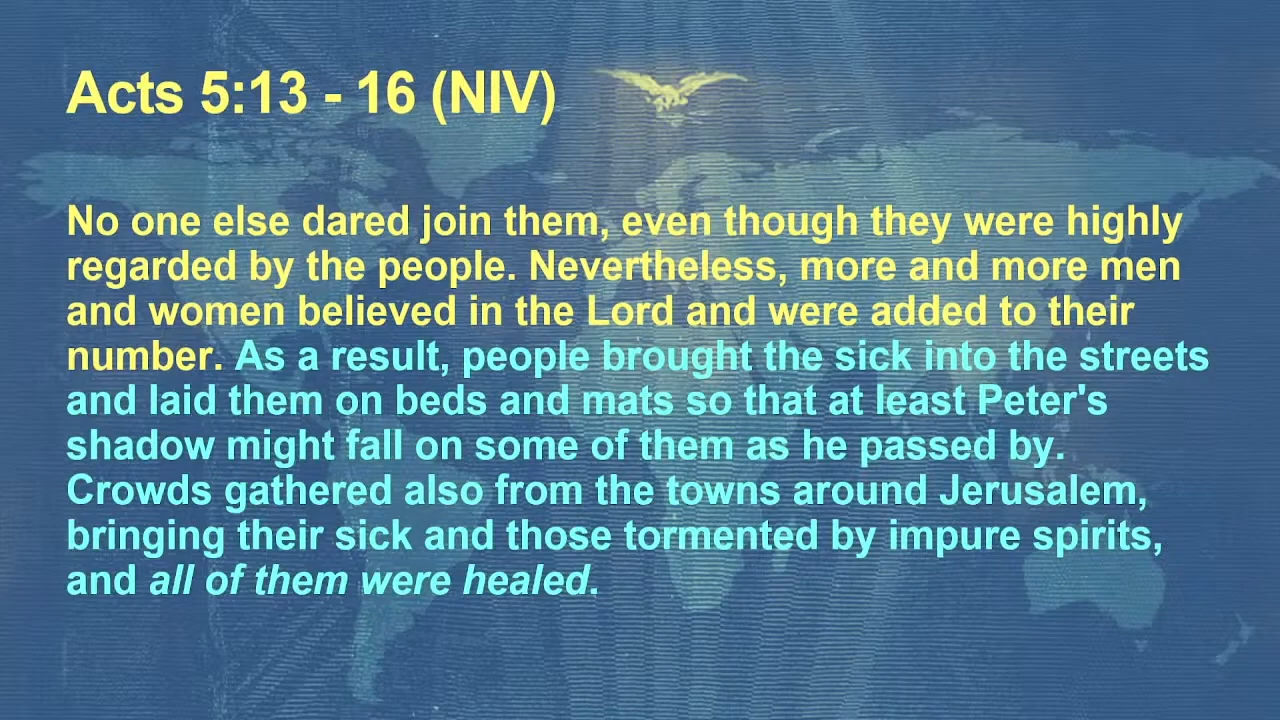 Acts 5:13 - 16 (NIV)
No one else dared join them, even though they were highly
regarded by the people. Nevertheless, more and more men
and women believed in the Lord and were added to their
number. As a result, people brought the sick into the streets
and laid them on beds and mats so that at least Peter's
shadow might fall on some of them as he passed by.
Crowds gathered also from the towns around Jerusalem,
bringing their sick and those tormented by impure spirits,
and all of them were healed.